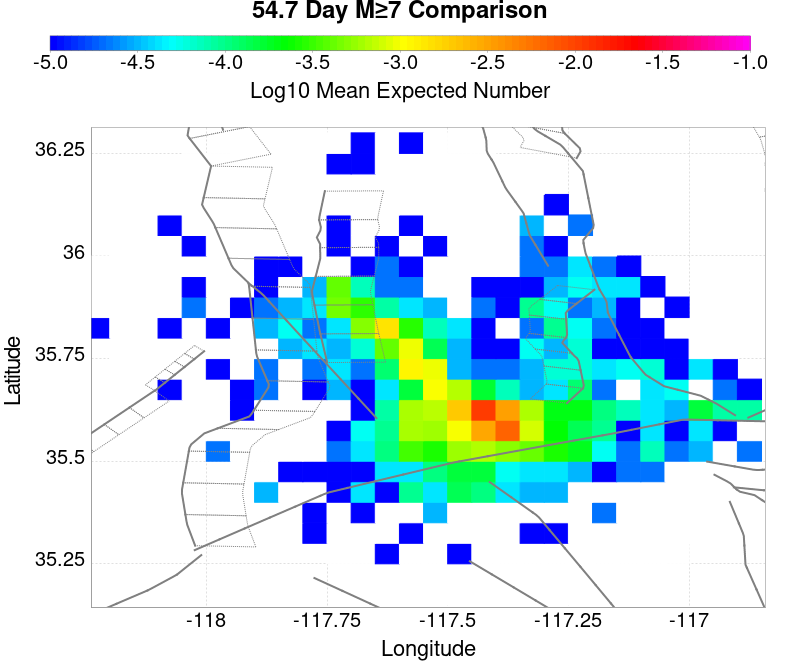 54.7 Day M≥7 Comparison
-5.0 -4.5 -4.0 -3.5 -3.0 -2.5 -2.0 -1.5 -1.0
Log10 Mean Expected Number
36.25
36
35.75
35.5
35.25
Latitude
-118 -117.75 -117.5 -117.25 -117
Longitude